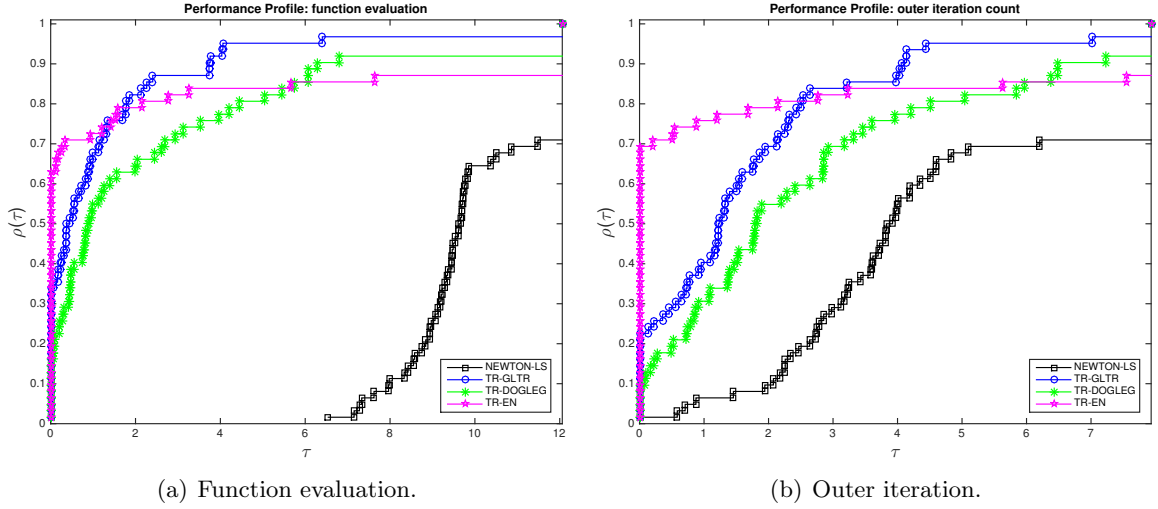 Performance Profile: function evaluation
1
0.9
0.8
0.7
0.6
0.5
0.4
0.3
0.2
0.1
0
ρ(τ)
NEWTON-LS
TR-GLTR
TR-DOGLEG
TR-EN
0 2 4 6 8 10 12
τ
(a) Function evaluation.
Performance Profile: outer iteration count
1
0.9
0.8
0.7
0.6
0.5
0.4
0.3
0.2
0.1
0
ρ(τ)
NEWTON-LS
TR-GLTR
TR-DOGLEG
TR-EN
0 1 2 3 4 5 6 7
τ
(b) Outer iteration.